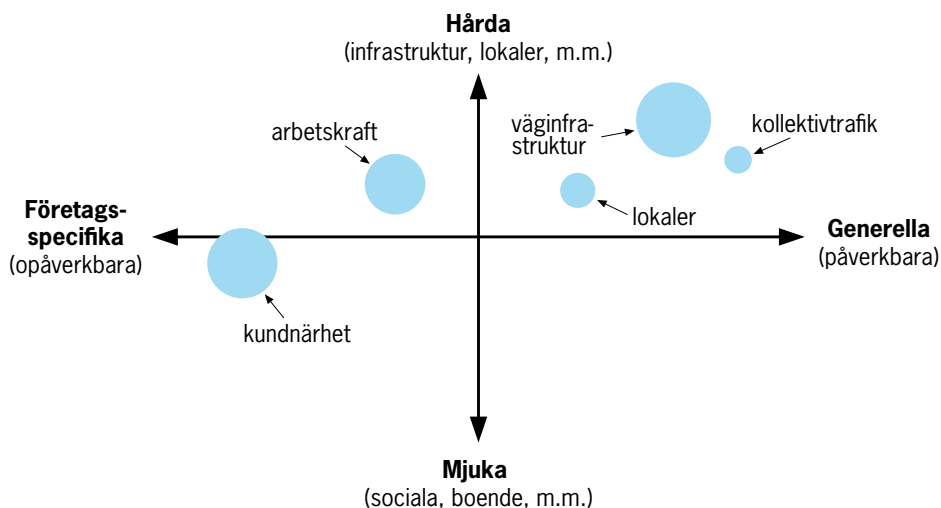 Hårda
(infrastruktur, lokaler, m.m.)
arbetskraft
väginfra-
struktur
kollektivtrafik
lokaler
Företags-
specifika
(opåverkbara)
Generella
(påverkbara)
kundnärhet
Mjuka
(sociala, boende, m.m.)